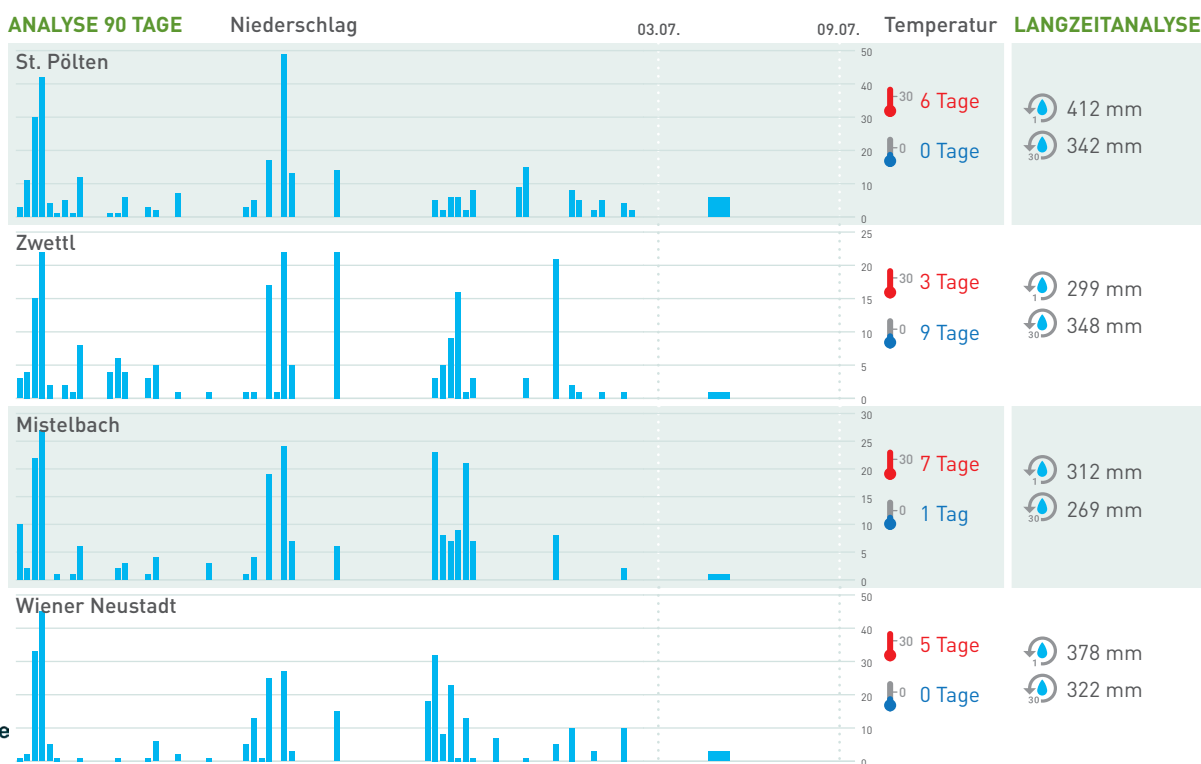 ANALYSE 90 TAGE Niederschlag 03.07. 09.07. Temperatur LANGZEITANALYSE
St. Pölten
50
40
30
20
10
0
30 6 Tage
0 0 Tage
1 412 mm
30 342 mm
Zwettl
25
20
15
10
5
0
30 3 Tage
0 9 Tage
1 299 mm
30 348 mm
Mistelbach
30
25
20
15
10
5
0
30 7 Tage
0 1 Tag
1 312 mm
30 269 mm
Wiener Neustadt
50
40
30
20
10
0
30 5 Tage
0 0 Tage
1 378 mm
30 322 mm
e